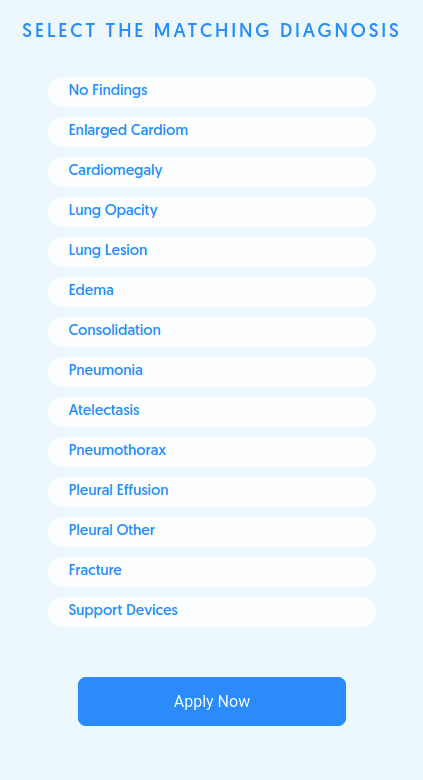 SELECT THE MATCHING DIAGNOSIS
No Findings
Enlarged Cardiom
Cardiomegaly
Lung Opacity
Lung Lesion
Edema
Consolidation
Pneumonia
Atelectasis
Pneumothorax
Pleural Effusion
Pleural Other
Fracture
Support Devices
Apply Now